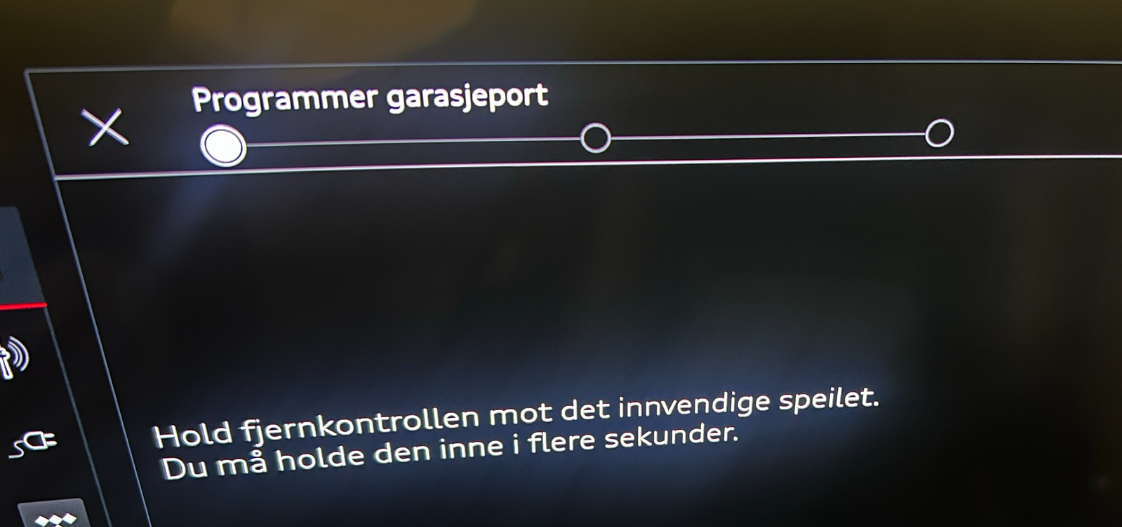 Programmer garasjeport
Hold fjernkontrollen mot det innvendige speilet.
Du må holde den inne i flere sekunder.